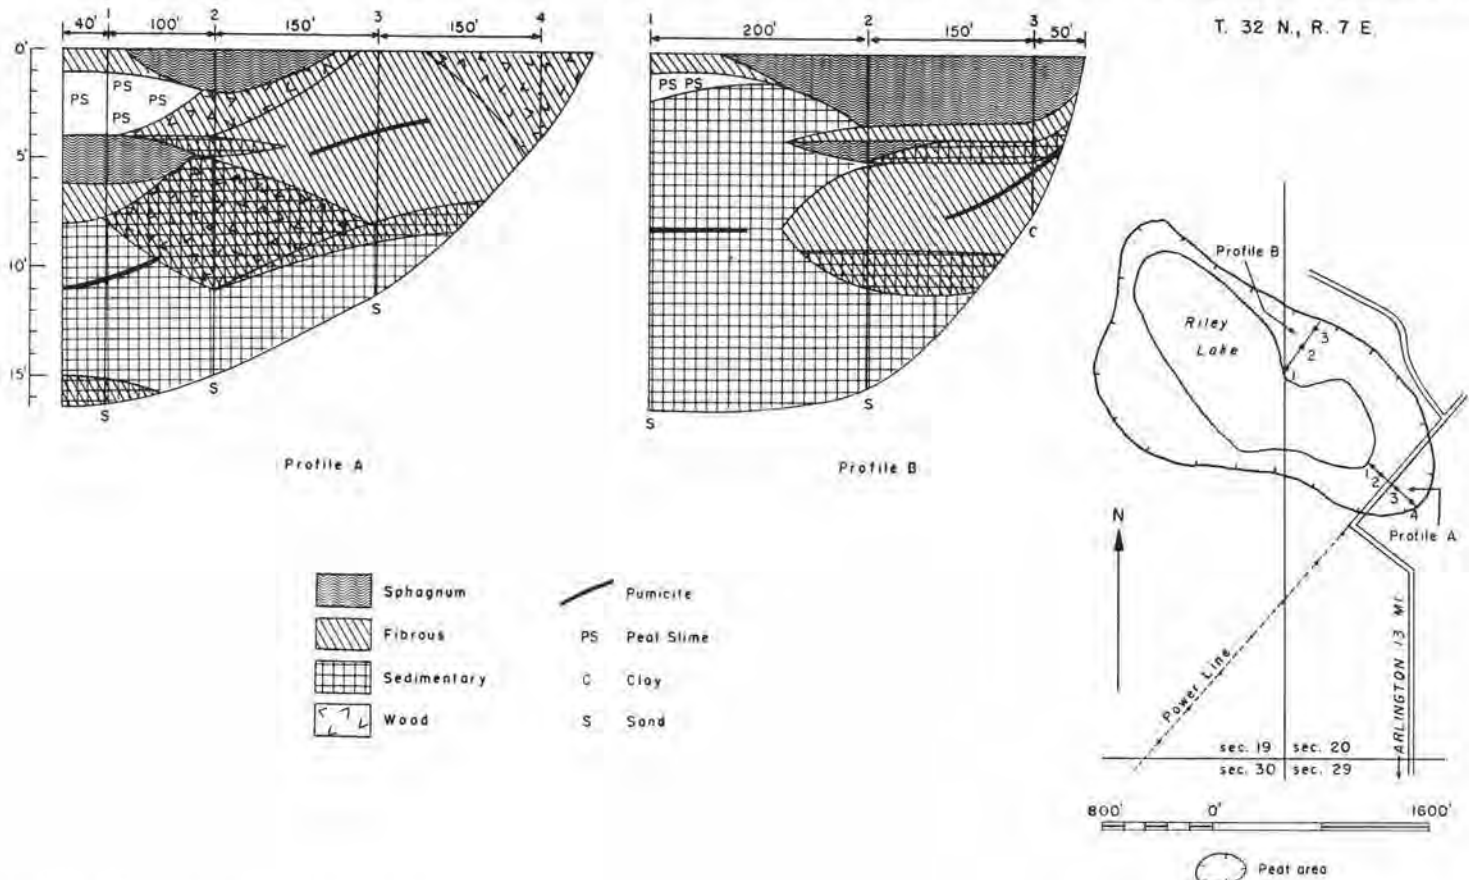 1 2 3 4
40' 100' 150' 150'
0'
PS PS
PS PS
PS
5'
10'
15'
S S S
Profile A
1 2 3
200' 150' 50'
PS PS
C
S S
Profile B
T. 32 N., R. 7 E.
Profile B
Riley
Lake
3
2
1
1
2
3
4
Profile A
N
Power Line
ARLINGTON 13 MI.
sec. 19 sec. 20
sec. 30 sec. 29
800' 0' 1600'
Peat area
Sphagnum
Fibrous
Sedimentary
Wood
Pumicite
PS Peat Slime
C Clay
S Sand